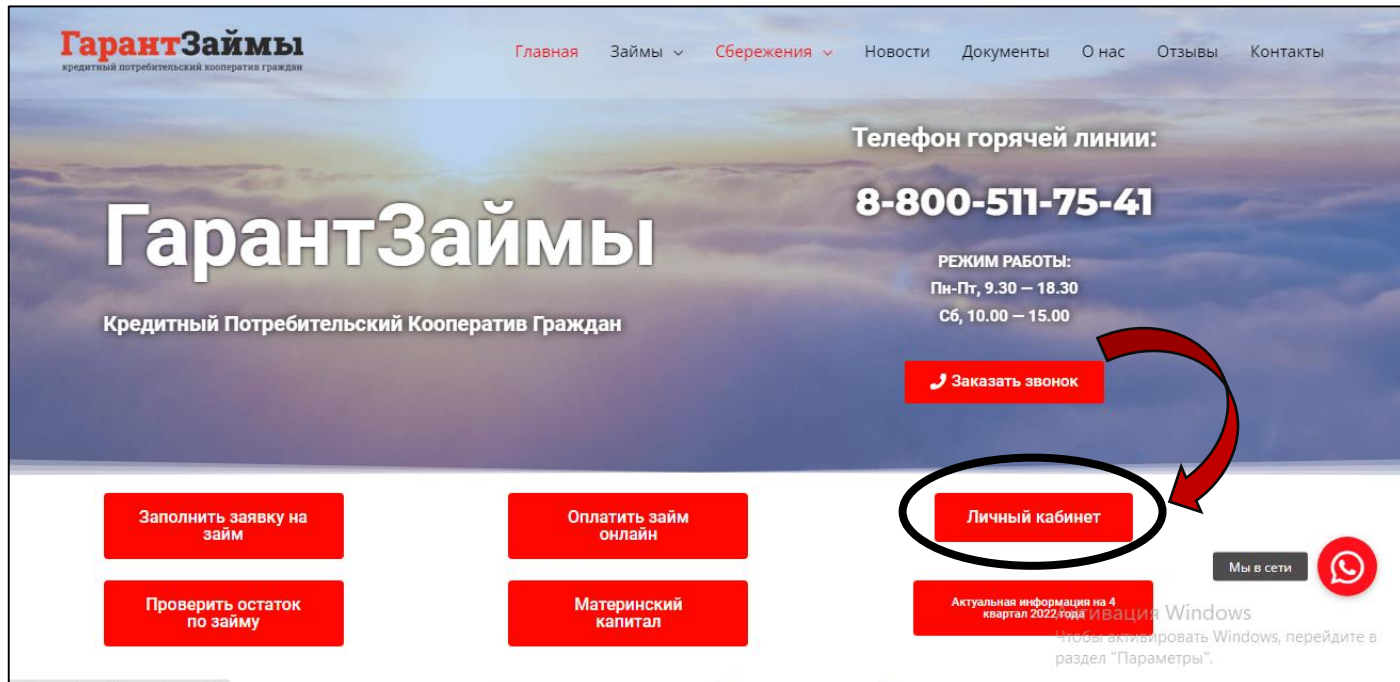 ГарантЗаймы
кредитный потребительский кооператив граждан
Главная Займы Сбережения Новости Документы О нас Отзывы Контакты
Телефон горячей линии:
8-800-511-75-41
ГарантЗаймы
Кредитный Потребительский Кооператив Граждан
РЕЖИМ РАБОТЫ:
Пн-Пт, 9.30 — 18.30
Сб, 10.00 — 15.00
Заказать звонок
Заполнить заявку на
займ
Оплатить займ
онлайн
Личный кабинет
Мы в сети
Проверить остаток
по займу
Материнский
капитал
Актуальная информация на 4
квартал 2022 года
Активация Windows
Чтобы активировать Windows, перейдите в
раздел "Параметры".